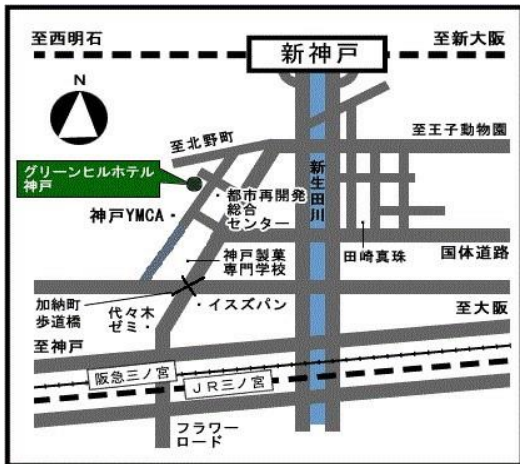 至西明石
新神戸
至新大阪
N
至北野町
至王子動物園
グリーンヒルホテル
神戸
新生田川
・都市再開発
総合
センター
神戸YMCA・
神戸製菓
専門学校
田崎真珠
国体道路
加納町
歩道橋
代々木
ゼミ・
・イスズパン
至大阪
至神戸
阪急三ノ宮
JR三ノ宮
フラワー
ロード